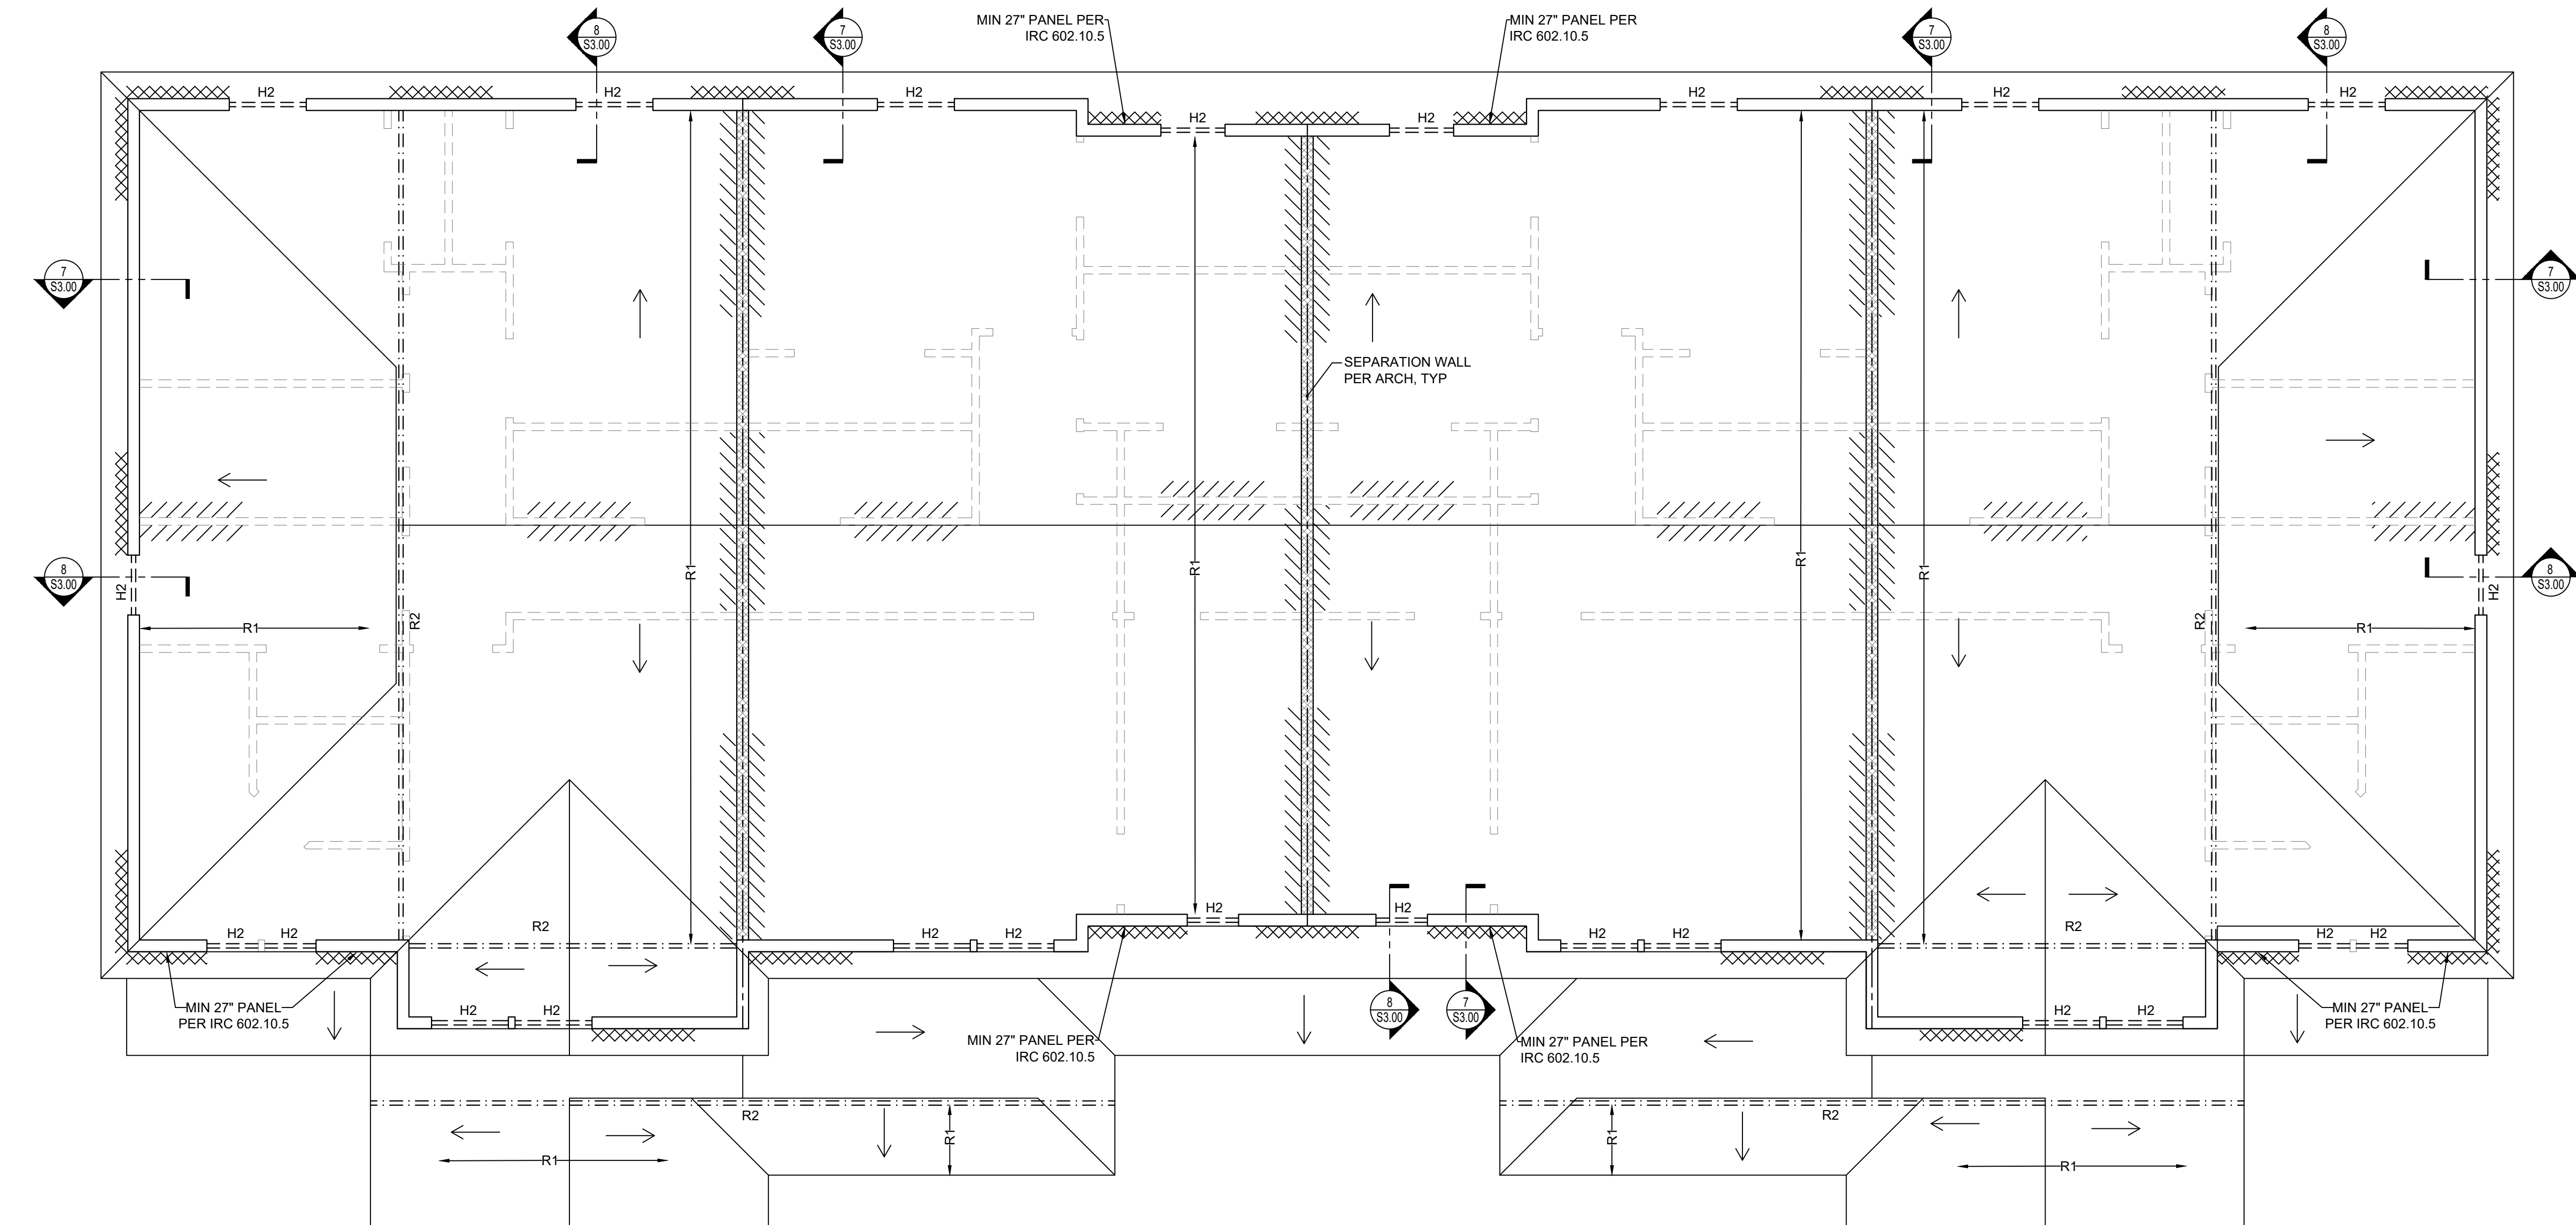 8
S3.00
7
S3.00
MIN 27" PANEL PER
IRC 602.10.5
MIN 27" PANEL PER
IRC 602.10.5
7
S3.00
8
S3.00
H2
H2
H2
H2
H2
H2
H2
H2
H2
7
S3.00
7
S3.00
SEPARATION WALL
PER ARCH, TYP
8
S3.00
8
S3.00
H2
R1
R2
R1
R1
R1
R1
R2
R1
H2
H2
H2
R2
H2
H2
H2
H2
H2
H2
R2
H2
H2
MIN 27" PANEL
PER IRC 602.10.5
H2
H2
MIN 27" PANEL PER
IRC 602.10.5
8
S3.00
7
S3.00
MIN 27" PANEL PER
IRC 602.10.5
H2
H2
MIN 27" PANEL
PER IRC 602.10.5
R2
R2
R1
R1
R1
R1